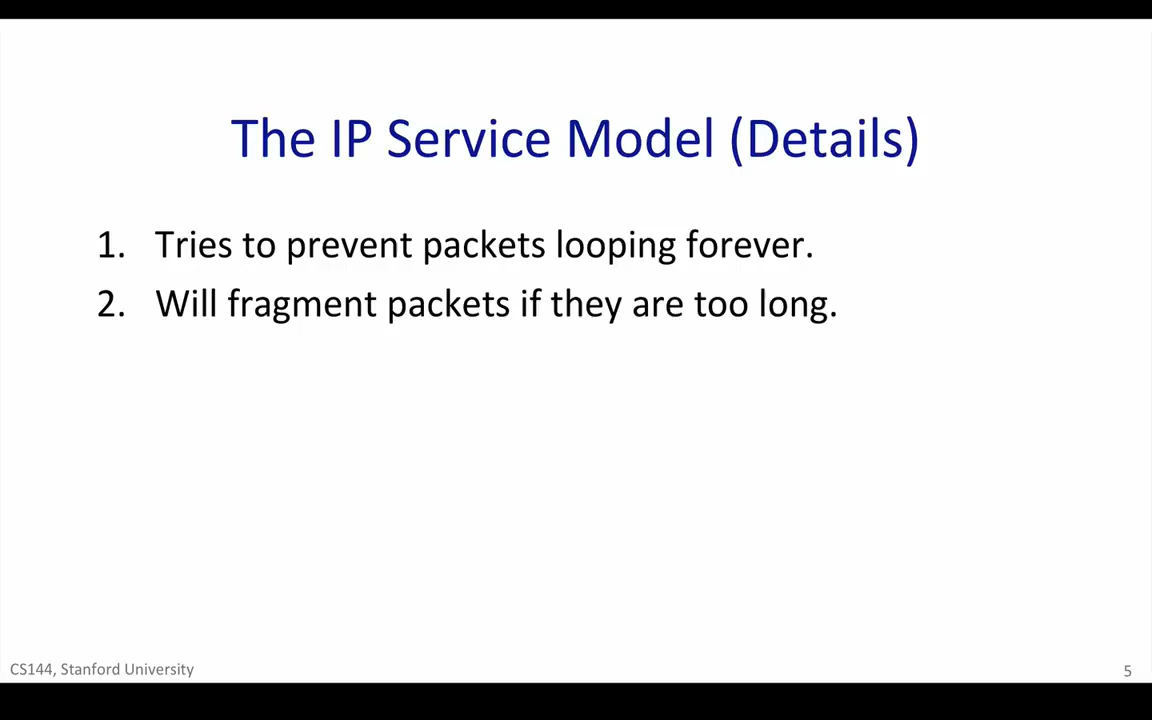 The IP Service Model (Details)
1. Tries to prevent packets looping forever.
2. Will fragment packets if they are too long.
CS144, Stanford University
5